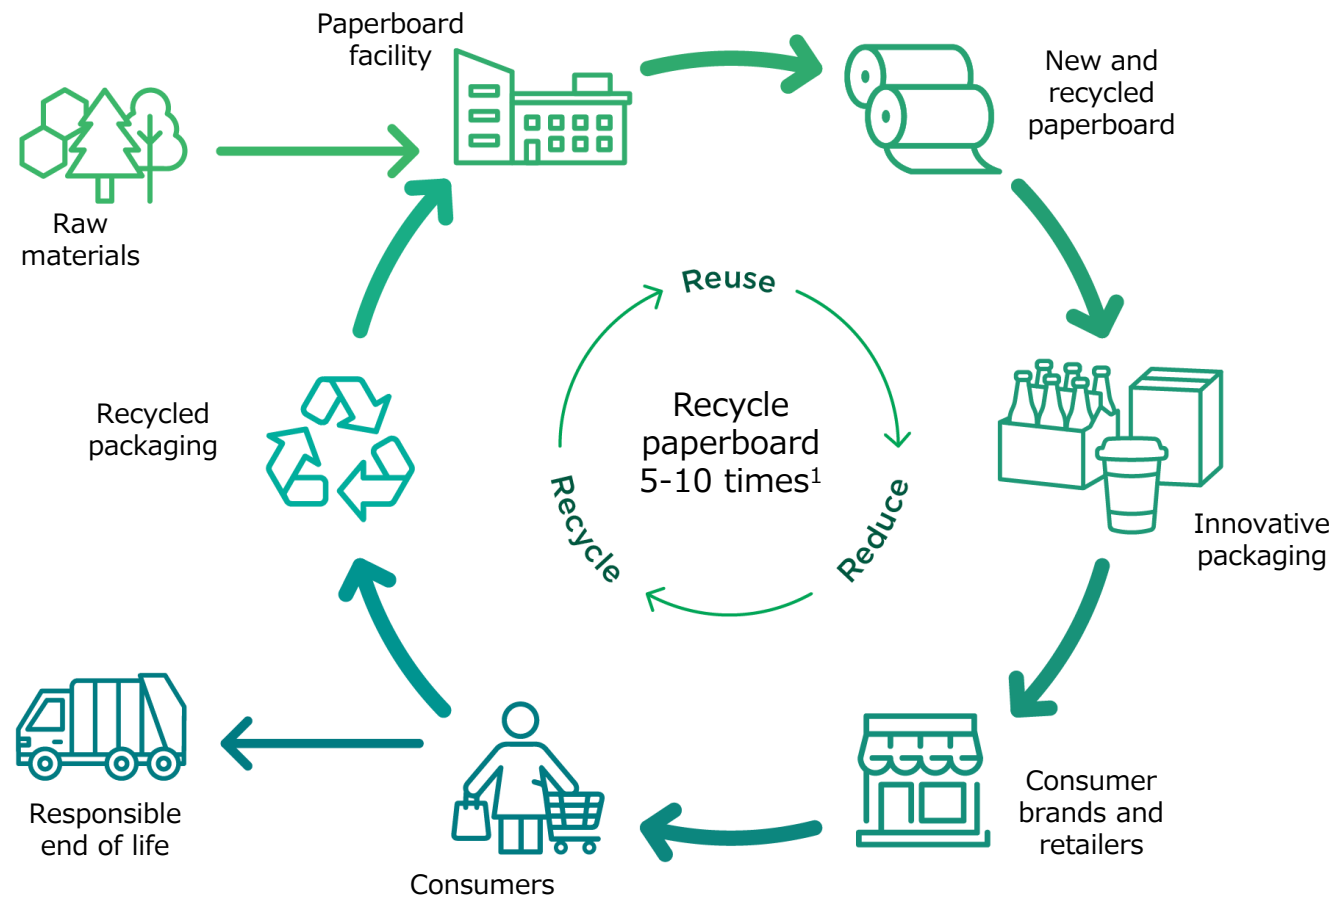 Paperboard
facility
New and
recycled
paperboard
Raw
materials
Reuse
Recycled
packaging
Recycle
paperboard
5-10 times¹
Recycle
Reduce
Innovative
packaging
Responsible
end of life
Consumer
brands and
retailers
Consumers